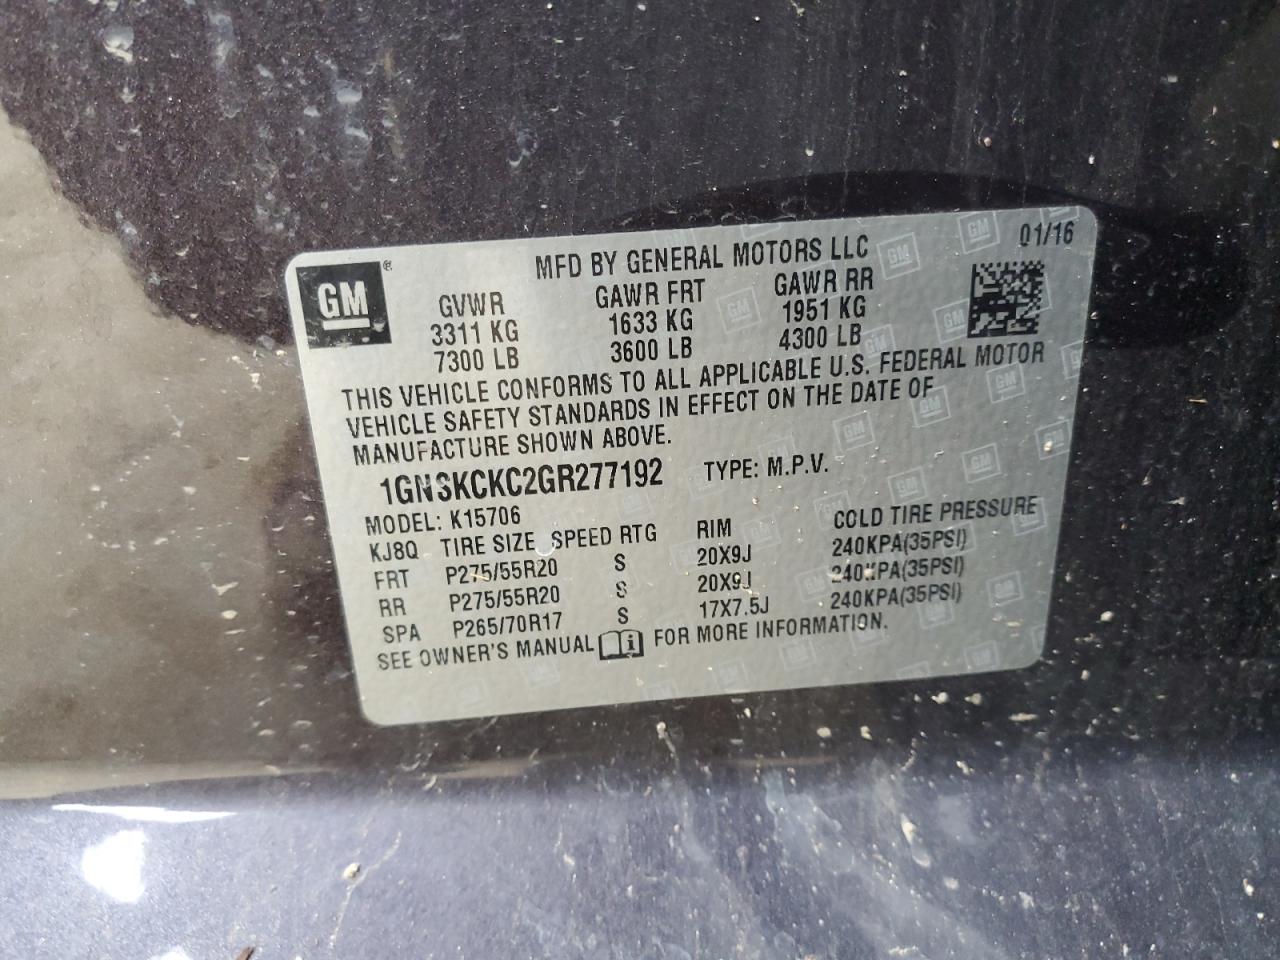 GM ®
MFD BY GENERAL MOTORS LLC
01/16
GVWR GAWR FRT GAWR RR
3311 KG 1633 KG 1951 KG
7300 LB 3600 LB 4300 LB
THIS VEHICLE CONFORMS TO ALL APPLICABLE U.S. FEDERAL MOTOR
VEHICLE SAFETY STANDARDS IN EFFECT ON THE DATE OF
MANUFACTURE SHOWN ABOVE.
1GNSKCKC2GR277192 TYPE: M.P.V.
MODEL: K15706
KJ8Q TIRE SIZE SPEED RTG RIM COLD TIRE PRESSURE
FRT P275/55R20 S 20X9J 240KPA(35PSI)
RR P275/55R20 S 20X9J 240KPA(35PSI)
SPA P265/70R17 S 17X7.5J 240KPA(35PSI)
SEE OWNER'S MANUAL FOR MORE INFORMATION.